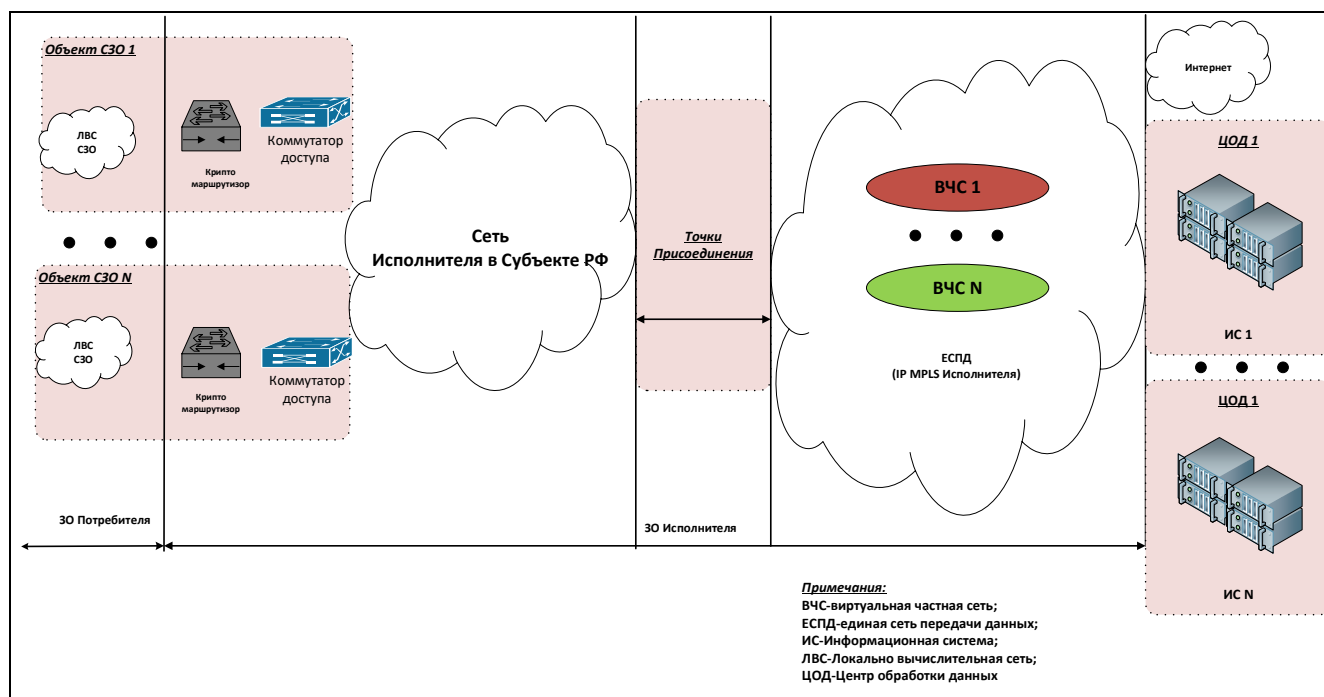 Объект СЗО 1
ЛВС
СЗО
Крипто
маршрутизор
Коммутатор
доступа
Объект СЗО N
ЛВС
СЗО
Крипто
маршрутизор
Коммутатор
доступа
Сеть
Исполнителя в Субъекте РФ
Точки
Присоединения
ВЧС 1
ВЧС N
ЕСПД
(IP MPLS Исполнителя)
Интернет
ЦОД 1
ИС 1
ЦОД 1
ИС N
ЗО Потребителя
ЗО Исполнителя
Примечания:
ВЧС-виртуальная частная сеть;
ЕСПД-единая сеть передачи данных;
ИС-Информационная система;
ЛВС-Локально вычислительная сеть;
ЦОД-Центр обработки данных